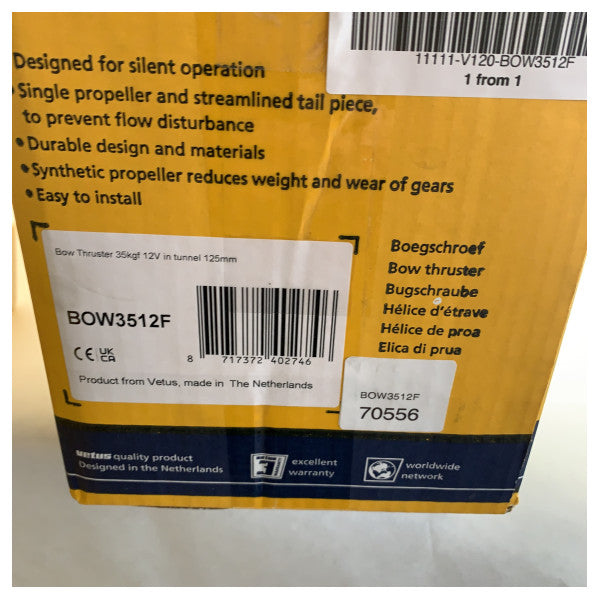 11111-V120-BOW3512F
1 from 1
Designed for silent operation
Single propeller and streamlined tail piece,
to prevent flow disturbance
• Durable design and materials
• Synthetic propeller reduces weight and wear of gears
• Easy to install
Bow Thruster 35kgf 12V in tunnel 125mm
BOW3512F
CE UK
CA
8 717372 402746
Product from Vetus, made in The Netherlands
Boegschroef
Bow thruster
Bugschraube
Hélice d'étrave
Hélice de proa
Elica di prua
BOW3512F
70556
vetus quality product
Designed in the Netherlands
excellent
warranty
worldwide
network